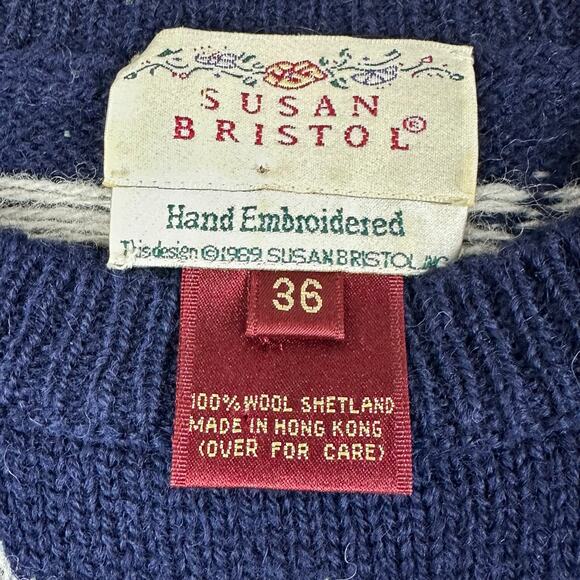 SUSAN
BRISTOL®
Hand Embroidered
This design ©1989 SUSAN BRISTOL, INC.
36
100% WOOL SHETLAND
MADE IN HONG KONG
(OVER FOR CARE)